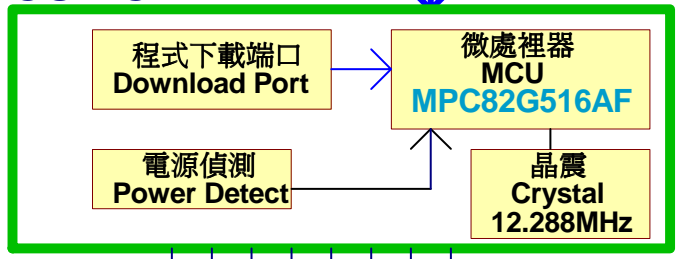 程式下載端口
Download Port
微處裡器
MCU
MPC82G516AF
電源偵測
Power Detect
晶震
Crystal
12.288MHz